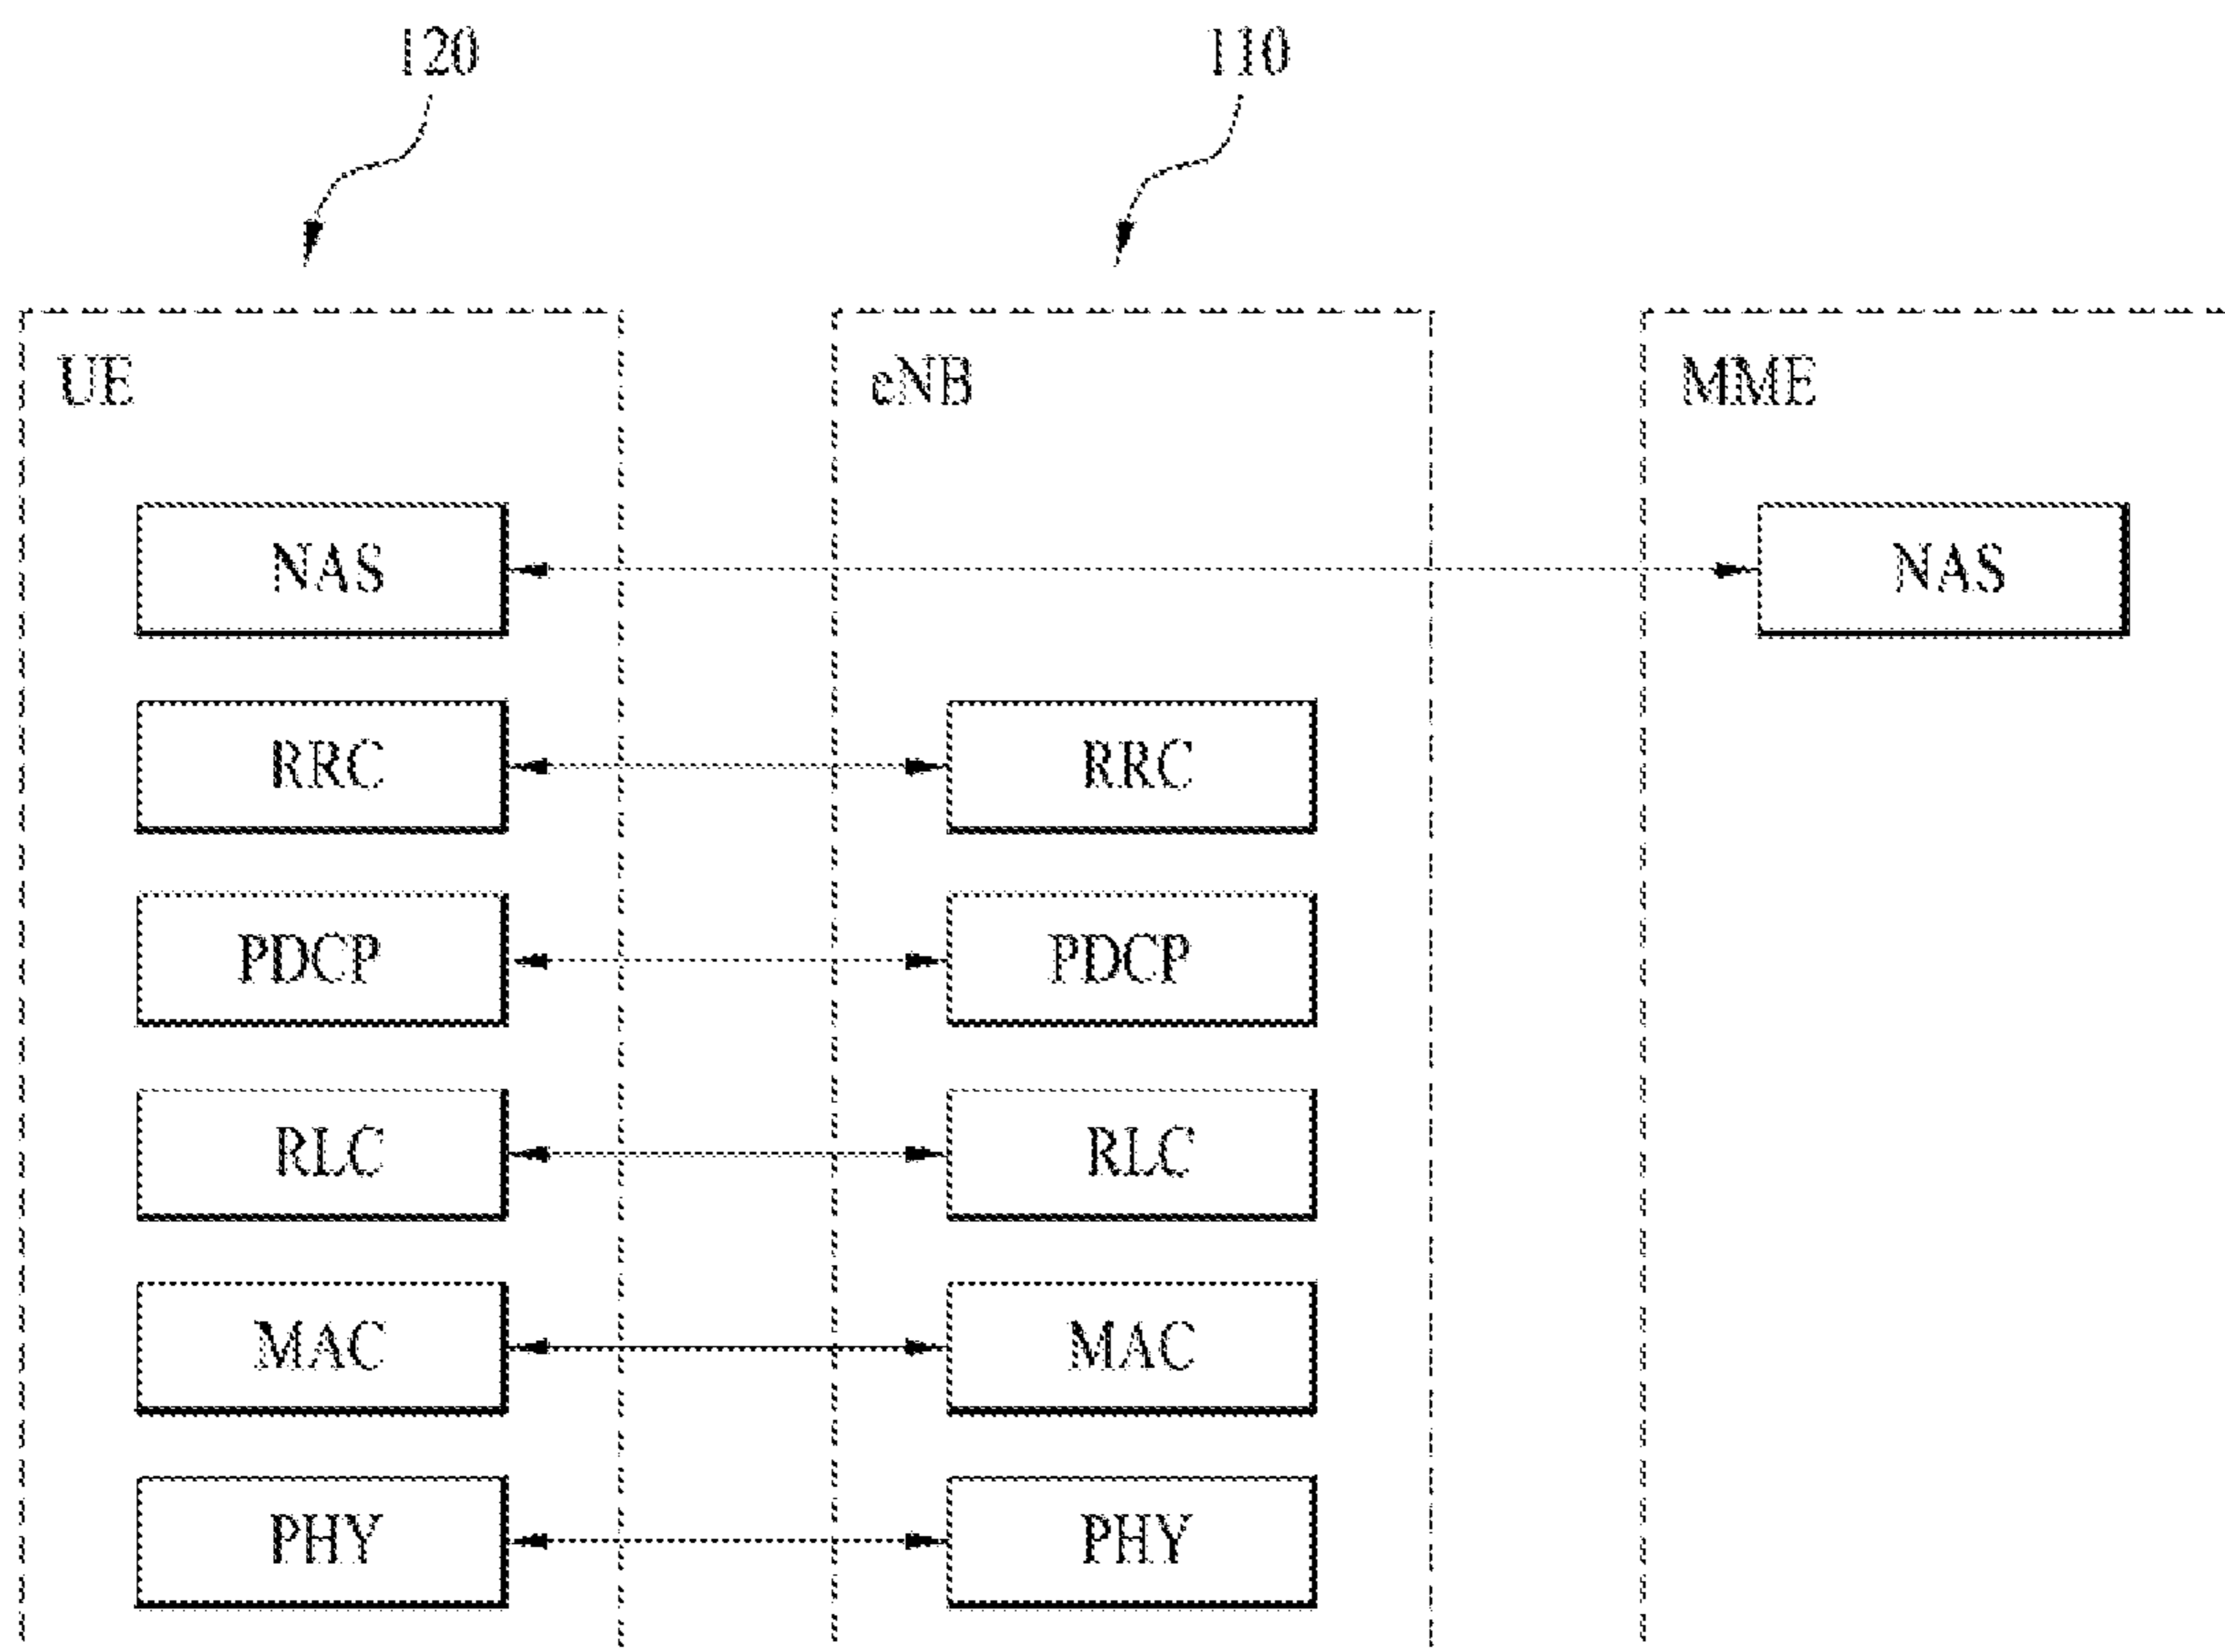 120 110
UE eNB MME
NAS NAS
RRC RRC
PDCP PDCP
RLC RLC
MAC MAC
PHY PHY